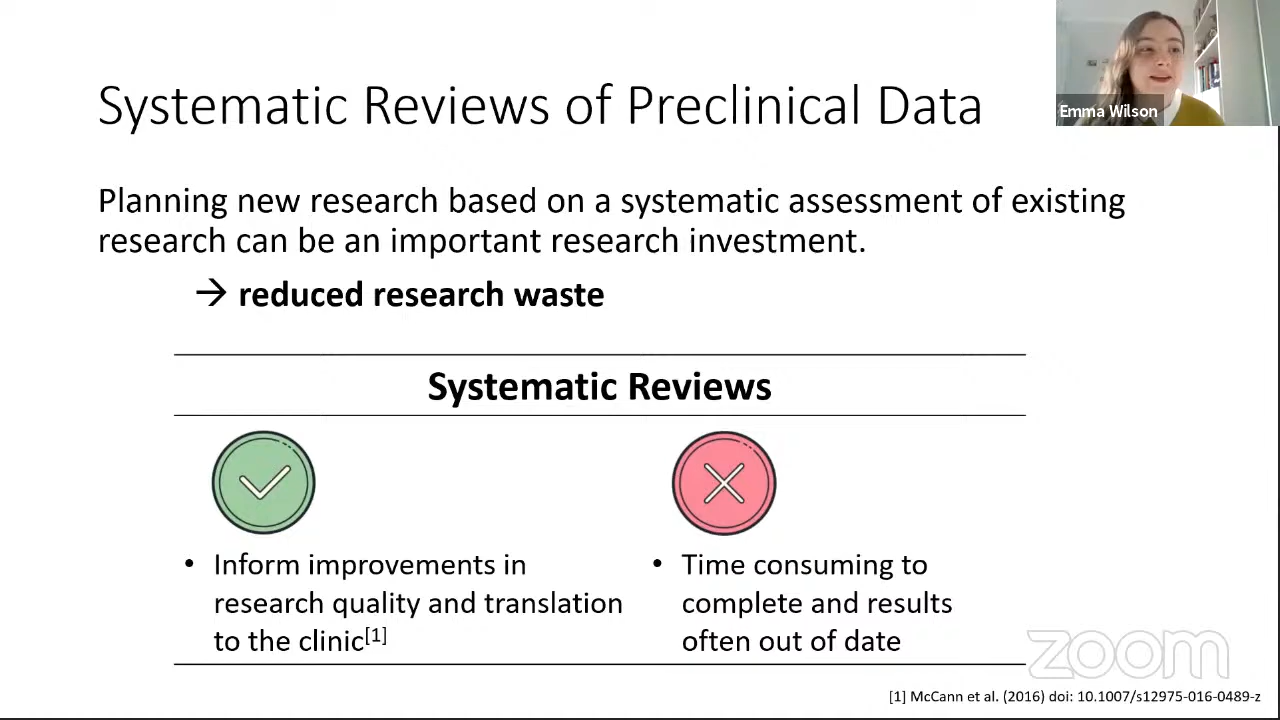 Systematic Reviews of Preclinical Data
Emma Wilson
Planning new research based on a systematic assessment of existing
research can be an important research investment.
→ reduced research waste
Systematic Reviews
• Inform improvements in
research quality and translation
to the clinic[1]
• Time consuming to
complete and results
often out of date
zoom
[1] McCann et al. (2016) doi: 10.1007/s12975-016-0489-z